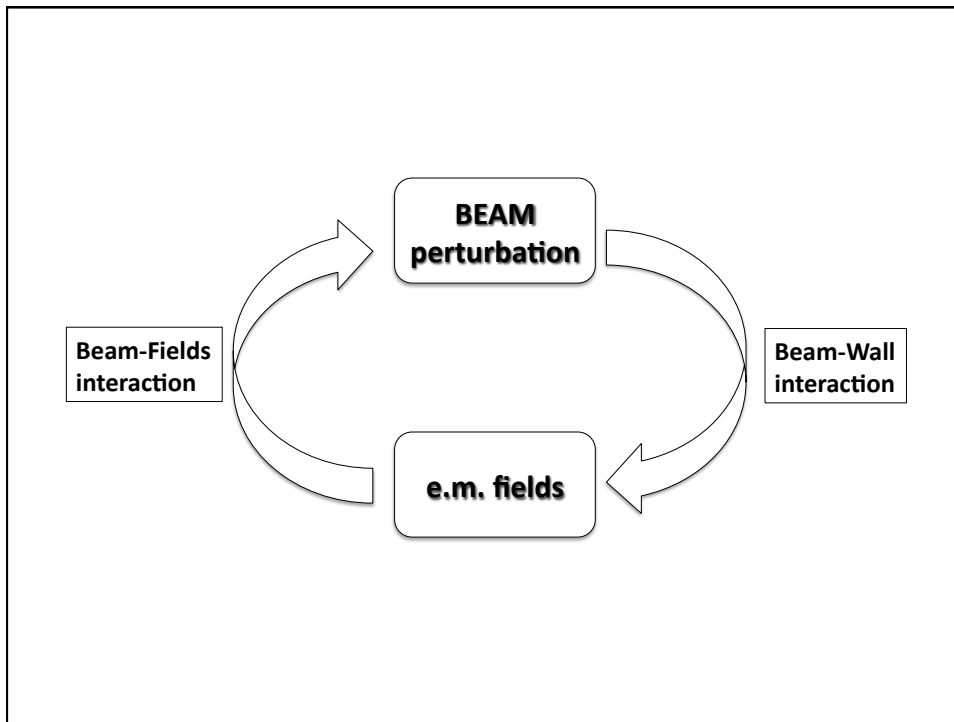 BEAM
perturbation
Beam-Fields
interaction
Beam-Wall
interaction
e.m. fields